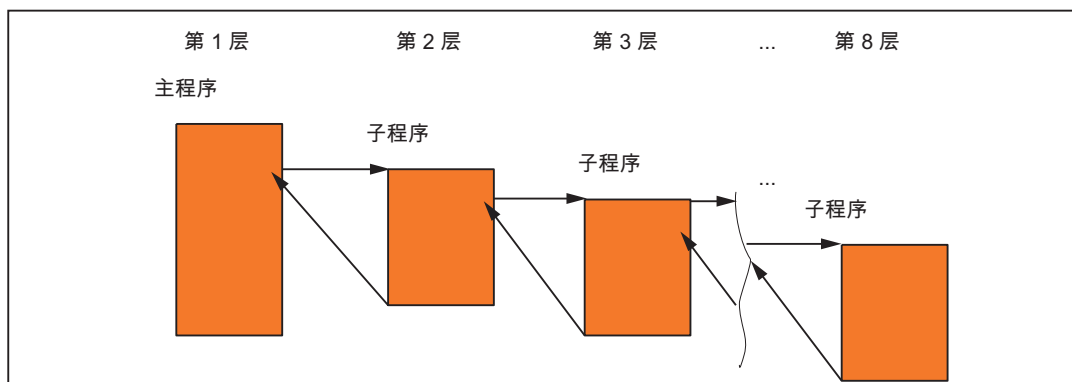 第 1 层 第 2 层 第 3 层 ... 第 8 层
主程序
子程序
子程序
...
子程序